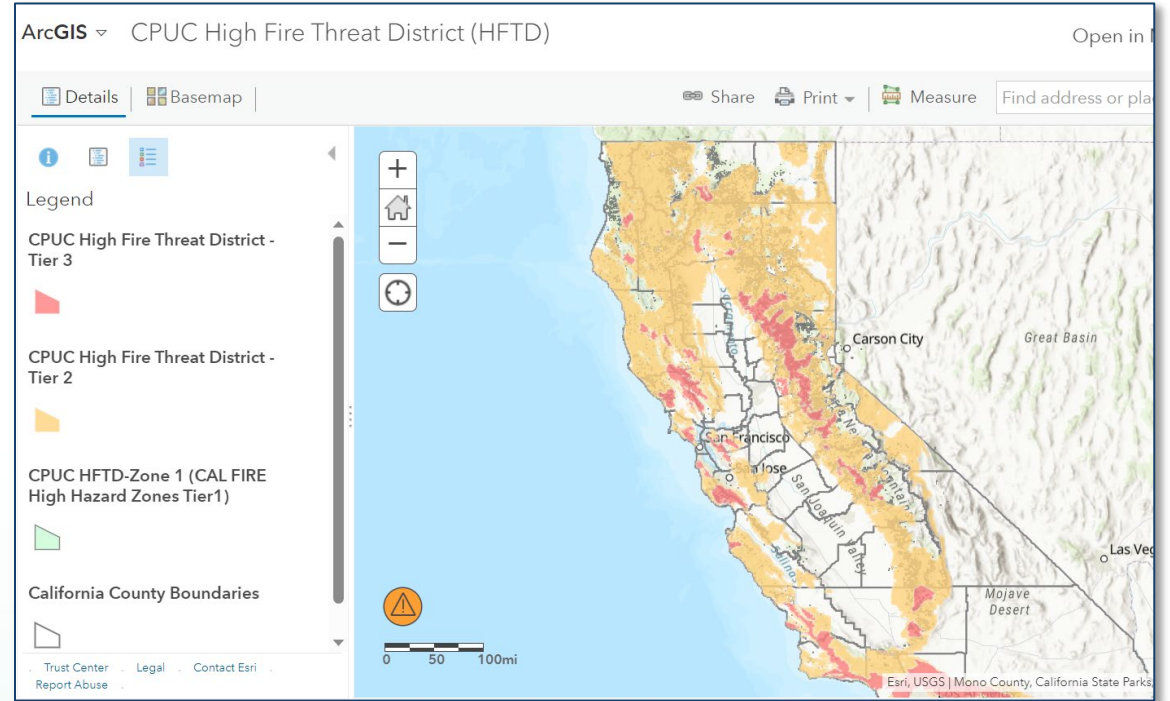 ArcGIS CPUC High Fire Threat District (HFTD)
Open in
Details
Basemap
Share
Print
Measure
Find address or pla
Legend
CPUC High Fire Threat District -
Tier 3
CPUC High Fire Threat District -
Tier 2
CPUC HFTD-Zone 1 (CAL FIRE
High Hazard Zones Tier1)
California County Boundaries
Trust Center
Legal
Contact Esri
Report Abuse
0 50 100mi
Sacramento
Carson City
Great Basin
San Francisco
San Jose
San Joaquin Valley
Salinas
Las Veg
Mojave
Desert
Esri, USGS | Mono County, California State Parks,